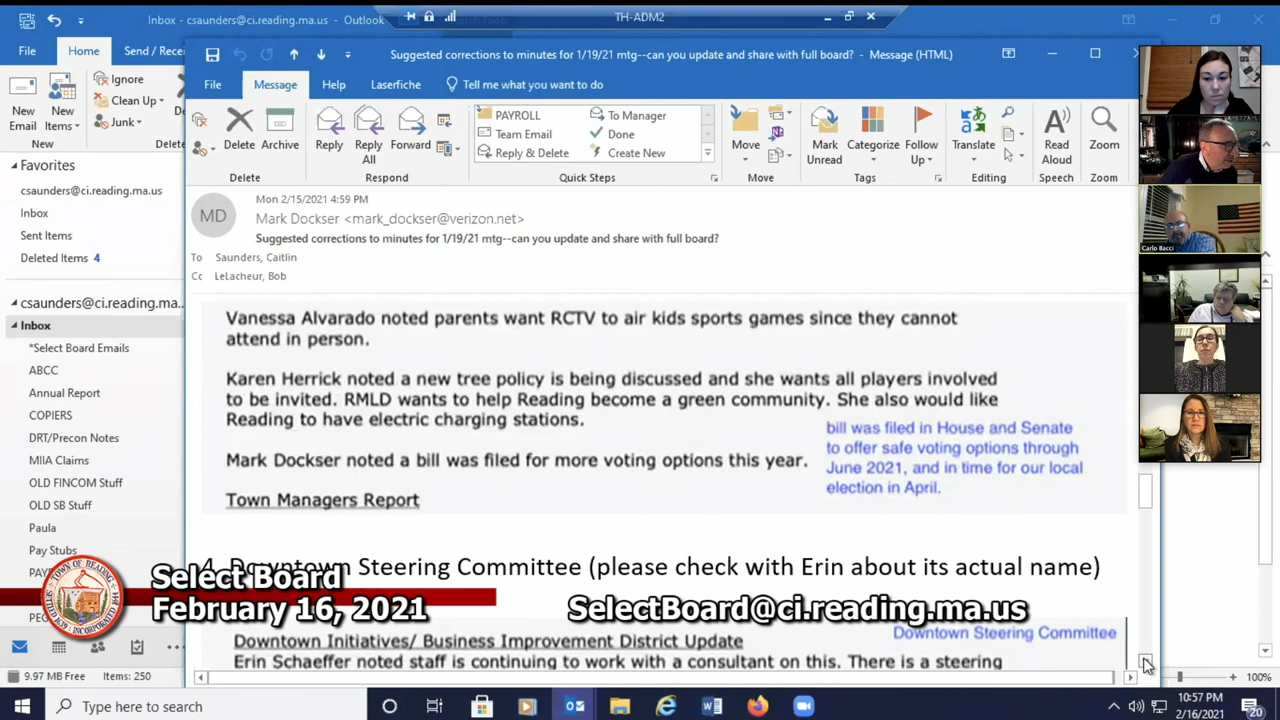 Inbox - csaunders@ci.reading.ma.us - Outlook
TH-ADM2
File
Home
Send / Recei
Suggested corrections to minutes for 1/19/21 mtg--can you update and share with full board? - Message (HTML)
File
Message
Help
Laserfiche
Tell me what you want to do
New Email
New Items
Ignore
Clean Up
Junk
Delete
Delete
Archive
Reply
Reply All
Forward
PAYROLL
Team Email
Reply & Delete
To Manager
Done
Create New
Move
Mark Unread
Categorize
Follow Up
Translate
Read Aloud
Zoom
Delete
Respond
Quick Steps
Move
Tags
Editing
Speech
Zoom
Favorites
csaunders@ci.reading.ma.us
Inbox
Sent Items
Deleted Items 4
csaunders@ci.reading.ma...
Inbox
*Select Board Emails
ABCC
Annual Report
COPIERS
DRT/Precon Notes
MIIA Claims
OLD FINCOM Stuff
OLD SB Stuff
Paula
Pay Stubs
MD
Mon 2/15/2021 4:59 PM
Mark Dockser <mark_dockser@verizon.net>
Suggested corrections to minutes for 1/19/21 mtg--can you update and share with full board?
To Saunders, Caitlin
Cc LeLacheur, Bob
Vanessa Alvarado noted parents want RCTV to air kids sports games since they cannot
attend in person.
Karen Herrick noted a new tree policy is being discussed and she wants all players involved
to be invited. RMLD wants to help Reading become a green community. She also would like
Reading to have electric charging stations.
Mark Dockser noted a bill was filed for more voting options this year.
bill was filed in House and Senate
to offer safe voting options through
June 2021, and in time for our local
election in April.
Town Managers Report
4. Downtown Steering Committee (please check with Erin about its actual name)
Downtown Initiatives/ Business Improvement District Update
Downtown Steering Committee
Erin Schaeffer noted staff is continuing to work with a consultant on this. There is a steering
Carlo Bacci
TOWN OF READING
Select Board
February 16, 2021
SelectBoard@ci.reading.ma.us
9.97 MB Free
Items: 250
100%
Type here to search
10:57 PM
2/16/2021
20